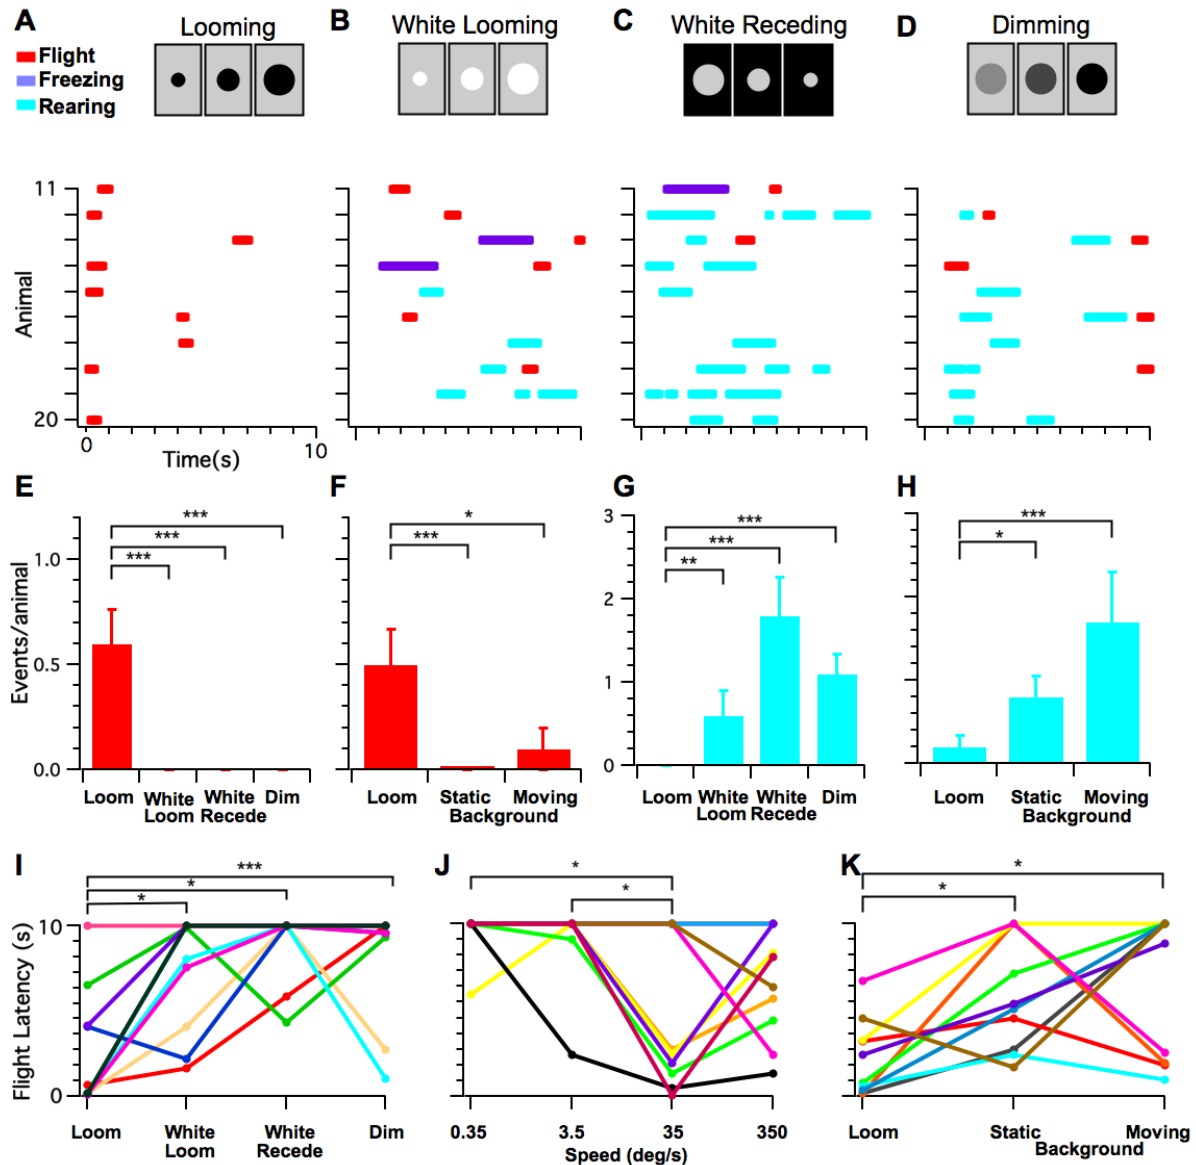 A Looming B White Looming C White Receding D Dimming
Flight
Freezing
Rearing
11
Animal
20
0 10
Time(s)
E F G H
*** * 3 ***
*** *** *** *
1.0 *** **
2
Events/animal
0.5
1
0.0 0
Loom White White Dim Loom Static Moving Loom White White Dim Loom Static Moving
Loom Recede Background Loom Recede Background
I J K
*** * *
* * *
*
10
Flight Latency (s)
0
Loom White White Dim 0.35 3.5 35 350 Loom Static Moving
Loom Recede Speed (deg/s) Background